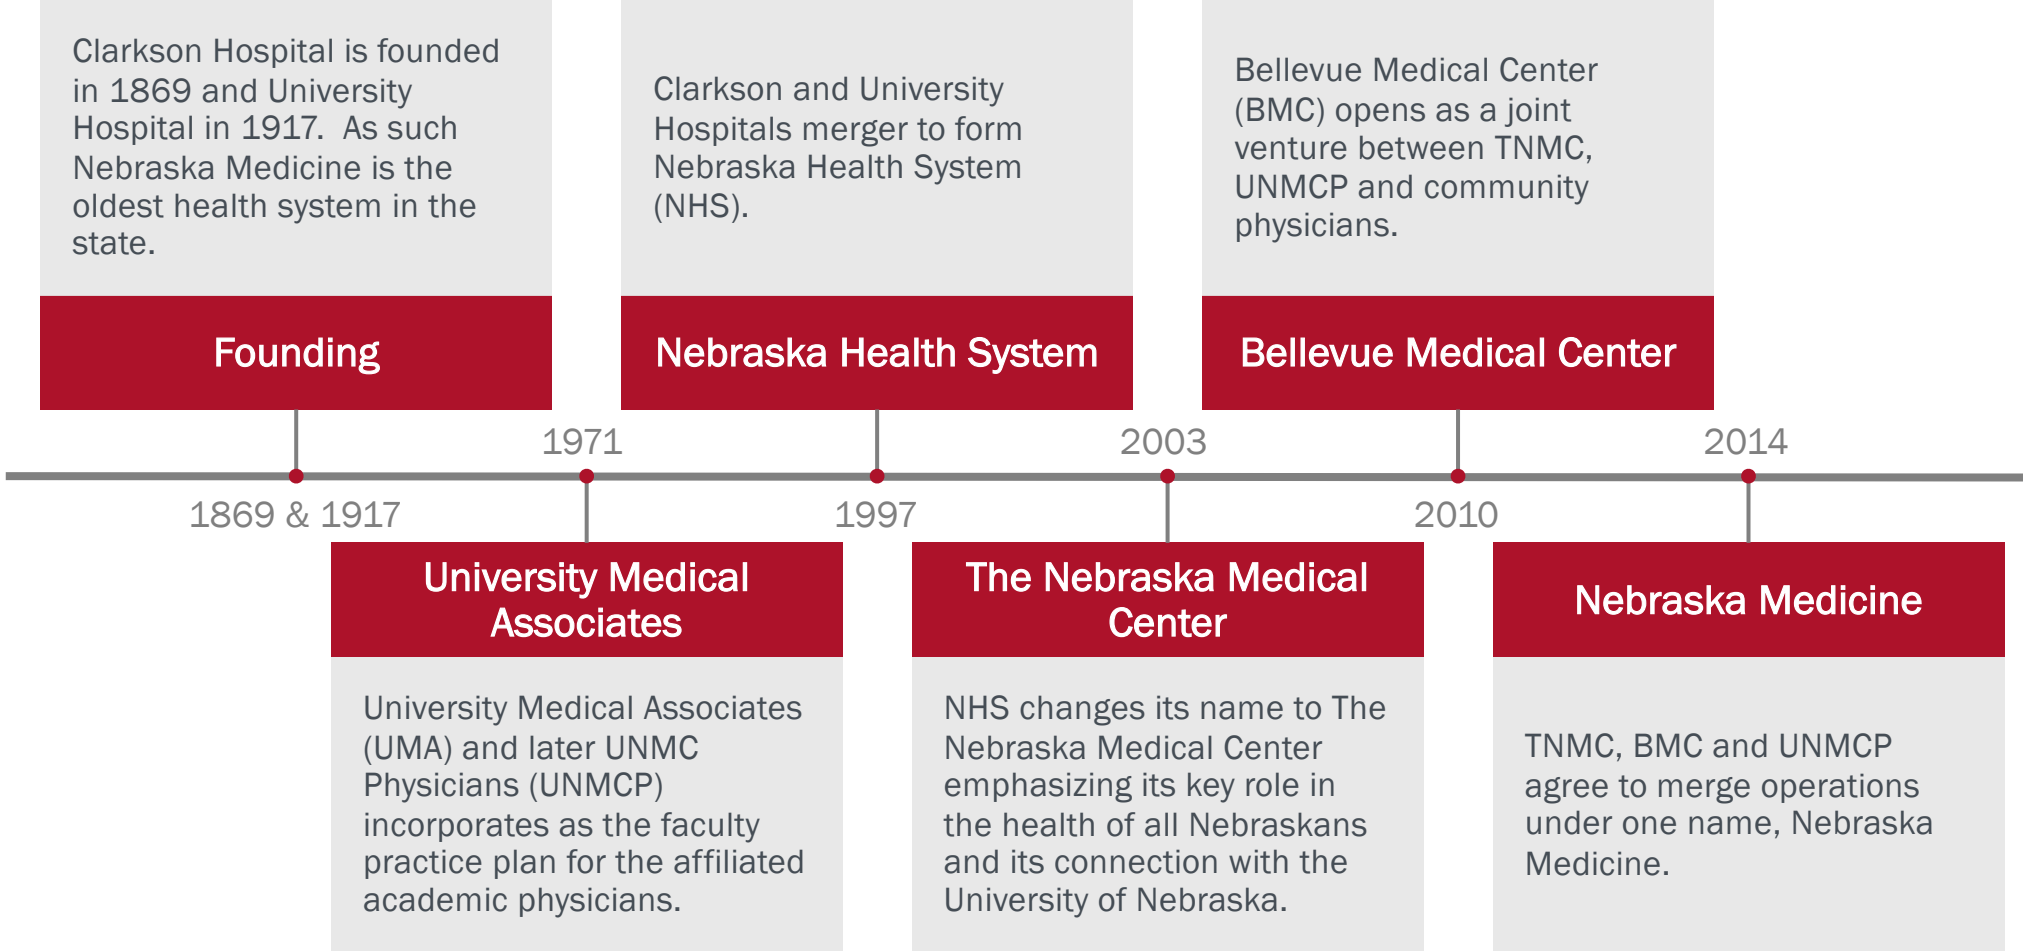 Clarkson Hospital is founded
in 1869 and University
Hospital in 1917.  As such
Nebraska Medicine is the
oldest health system in the
state.
Founding
1869 & 1917
1971
University Medical
Associates
University Medical Associates
(UMA) and later UNMC
Physicians (UNMCP)
incorporates as the faculty
practice plan for the affiliated
academic physicians.
Clarkson and University
Hospitals merger to form
Nebraska Health System
(NHS).
Nebraska Health System
1997
2003
The Nebraska Medical
Center
NHS changes its name to The
Nebraska Medical Center
emphasizing its key role in
the health of all Nebraskans
and its connection with the
University of Nebraska.
Bellevue Medical Center
(BMC) opens as a joint
venture between TNMC,
UNMCP and community
physicians.
Bellevue Medical Center
2010
2014
Nebraska Medicine
TNMC, BMC and UNMCP
agree to merge operations
under one name, Nebraska
Medicine.